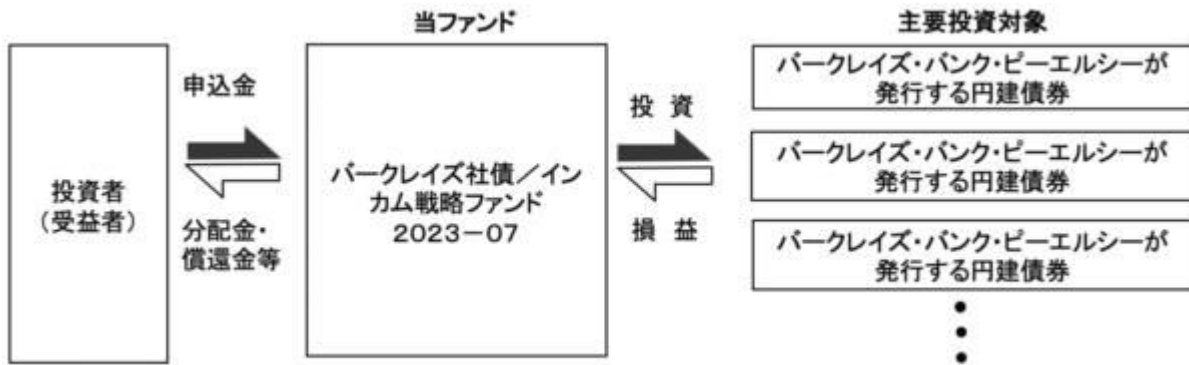 当ファンド
主要投資対象
投資者
（受益者）
申込金
分配金・
償還金等
バークレイズ社債／イン
カム戦略ファンド
２０２３－０７
投　資
損　益
バークレイズ・バンク・ピーエルシーが
発行する円建債券
バークレイズ・バンク・ピーエルシーが
発行する円建債券
バークレイズ・バンク・ピーエルシーが
発行する円建債券